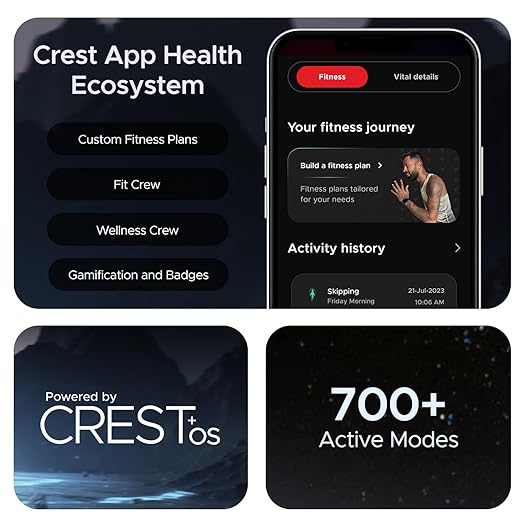 Crest App Health
Ecosystem
Custom Fitness Plans
Fit Crew
Wellness Crew
Gamification and Badges
Fitness
Vital details
Your fitness journey
Build a fitness plan >
Fitness plans tailored
for your needs
Activity history >
Skipping
21-Jul-2023
Friday Morning
10:06 AM
Powered by
CREST+OS
700+
Active Modes